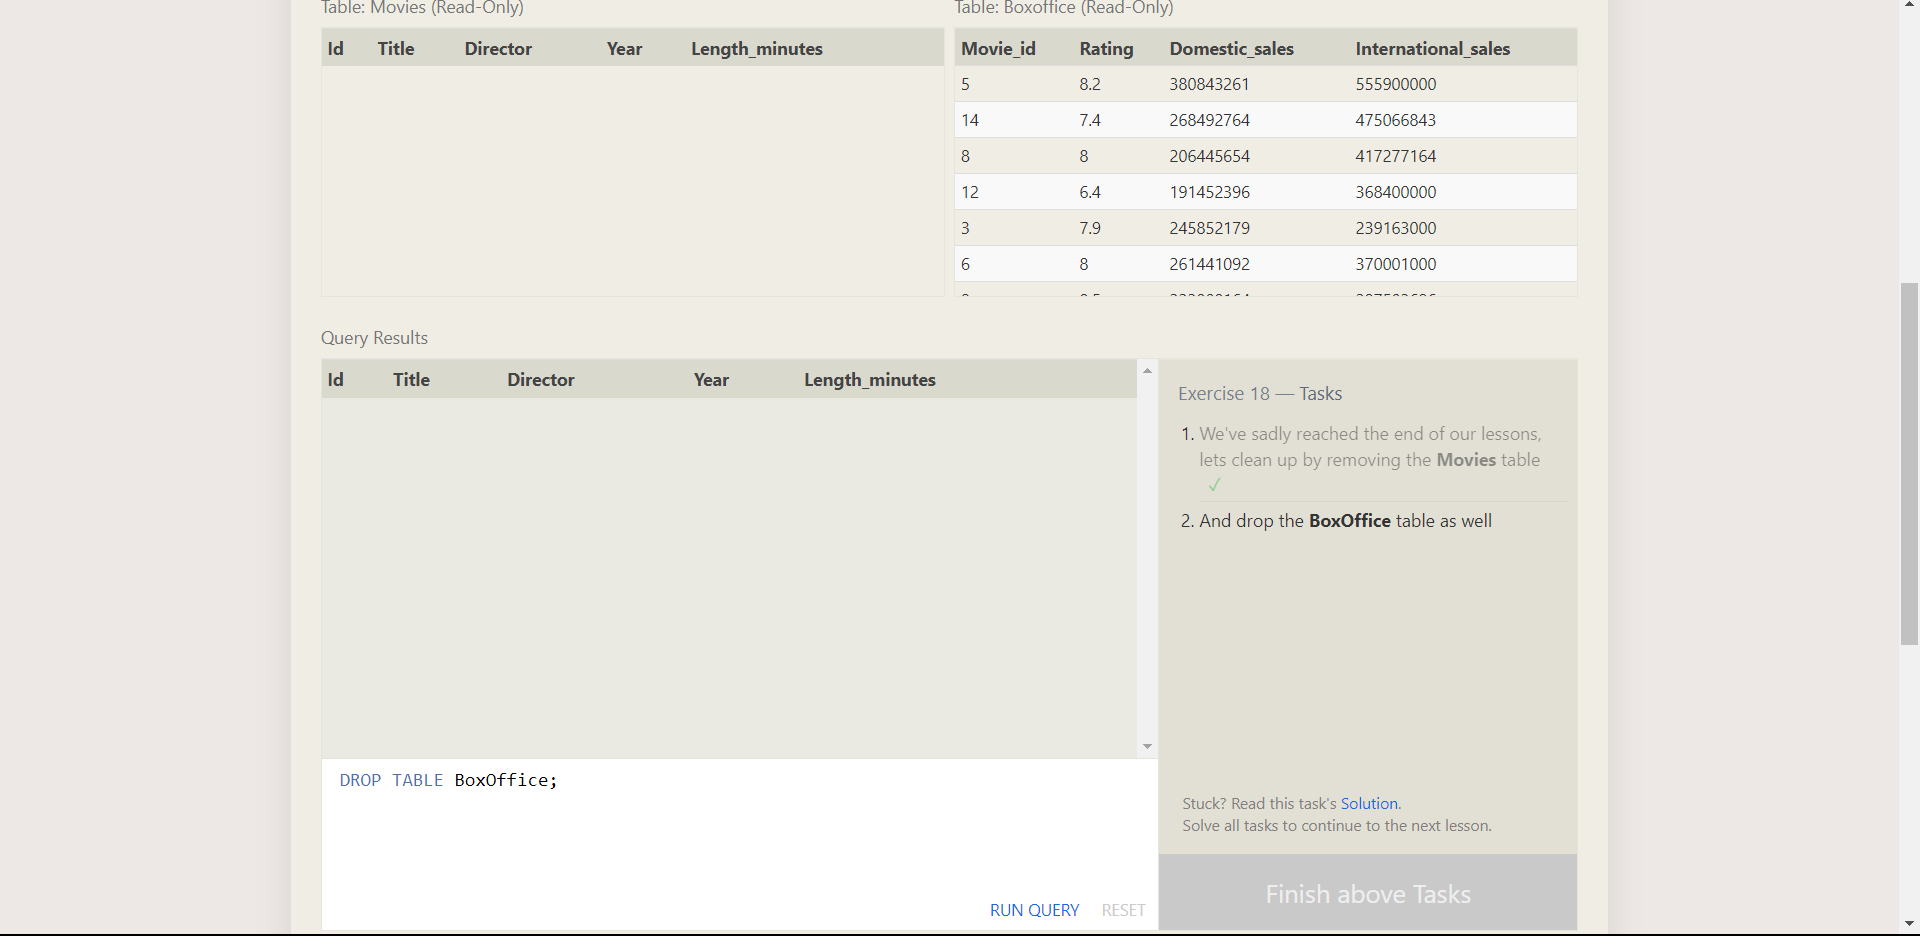 Table: Movies (Read-Only)
Table: Boxoffice (Read-Only)
Id Title Director Year Length_minutes
Movie_id Rating Domestic_sales International_sales
5 8.2 380843261 555900000
14 7.4 268492764 475066843
8 8 206445654 417277164
12 6.4 191452396 368400000
3 7.9 245852179 239163000
6 8 261441092 370001000
Query Results
Id Title Director Year Length_minutes
Exercise 18 — Tasks
1. We've sadly reached the end of our lessons,
lets clean up by removing the Movies table
✓
2. And drop the BoxOffice table as well
DROP TABLE BoxOffice;
Stuck? Read this task's Solution.
Solve all tasks to continue to the next lesson.
RUN QUERY RESET
Finish above Tasks